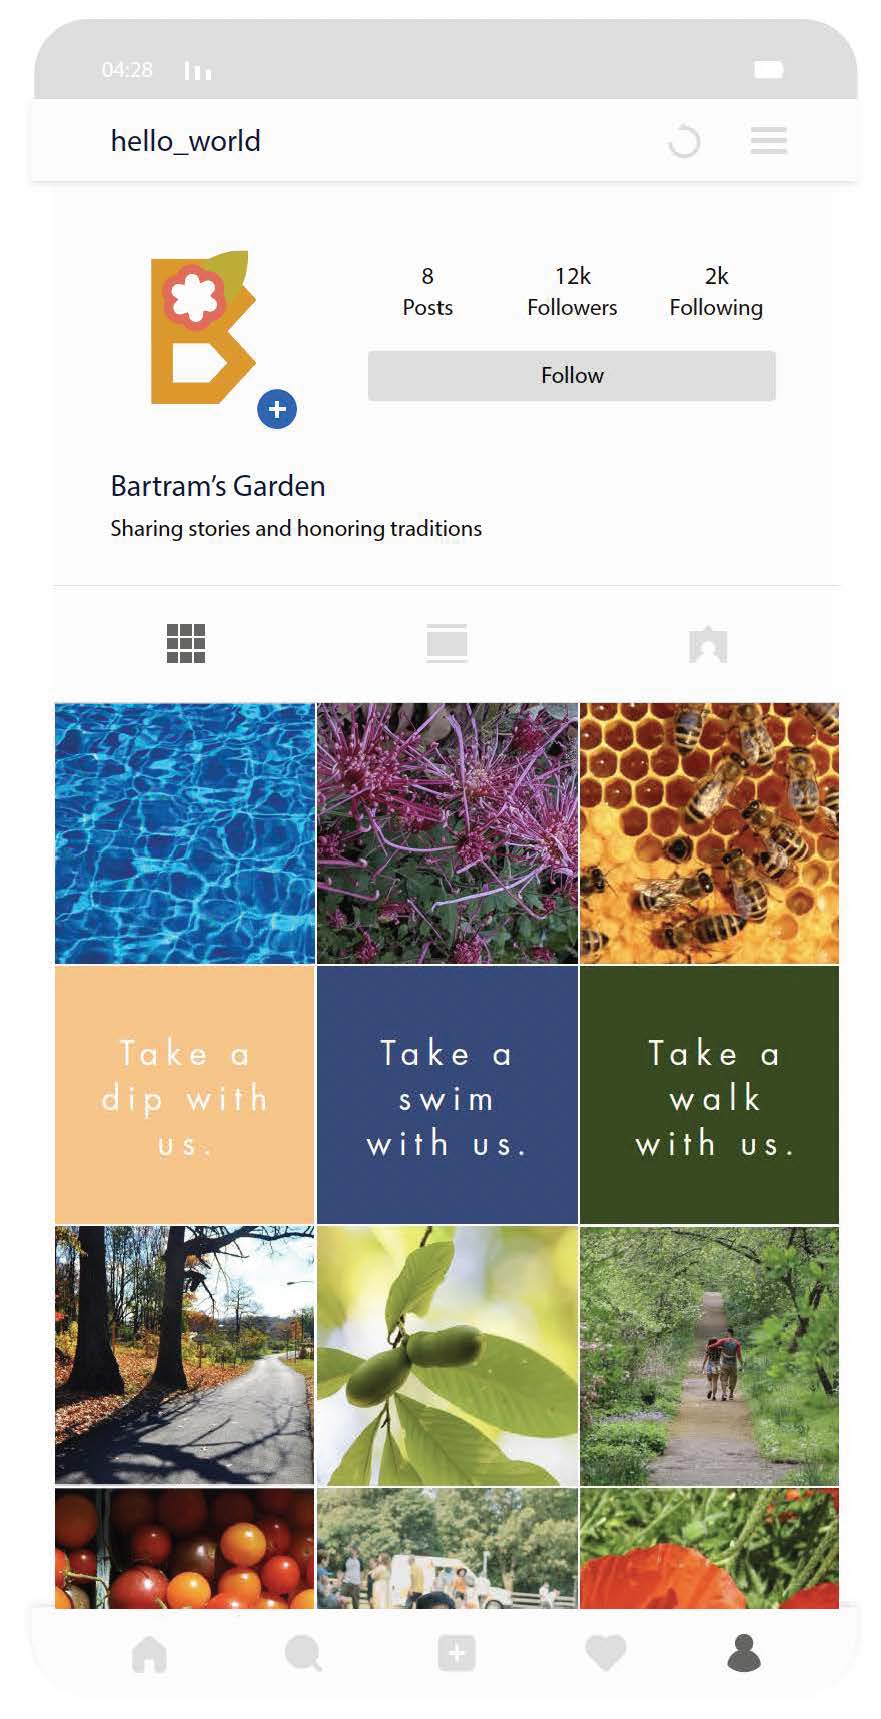 04:28
hello_world
8
Posts
12k
Followers
2k
Following
Follow
Bartram’s Garden
Sharing stories and honoring traditions
Take a
dip with
us.
Take a
swim
with us.
Take a
walk
with us.